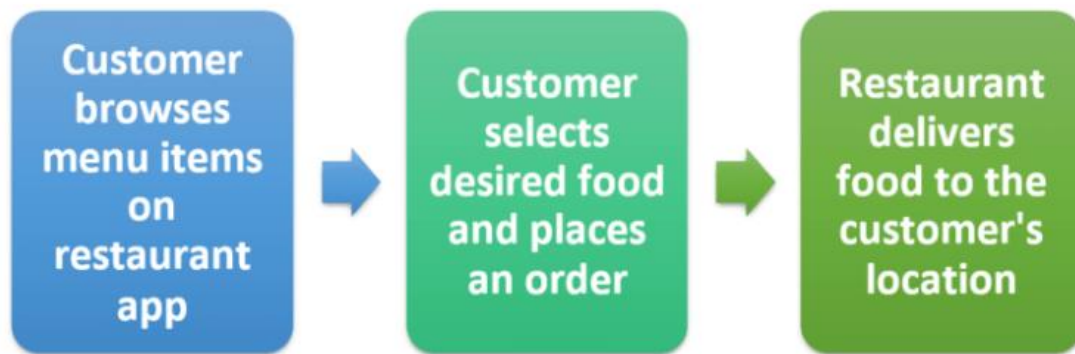 Customer
browses
menu items
on
restaurant
app
Customer
selects
desired food
and places
an order
Restaurant
delivers
food to the
customer's
location